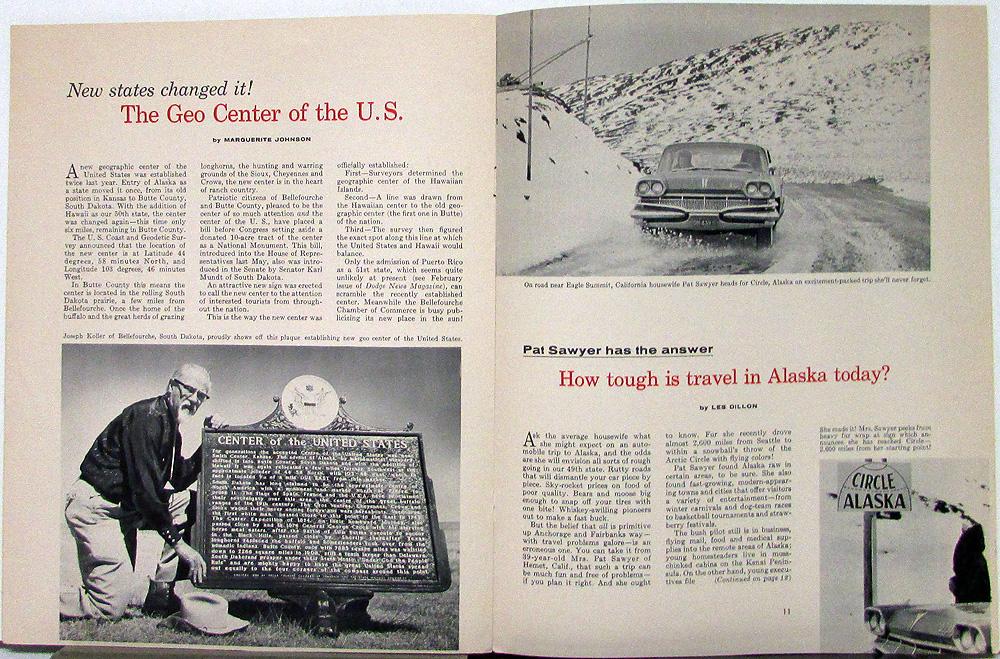 New states changed it!
The Geo Center of the U.S.
by MARGUERITE JOHNSON
A new geographic center of the
United States was established
twice last year. Entry of Alaska as
a state moved it once, from its old
position in Kansas to Butte County,
South Dakota. With the addition of
Hawaii as our 50th state, the center
was changed again—this time only
six miles, remaining in Butte County.
The U. S. Coast and Geodetic Sur-
vey announced that the location of
the new center is at Latitude 44
degrees, 58 minutes North, and
Longitude 103 degrees, 46 minutes
West.
In Butte County this means the
center is located in the rolling South
Dakota prairie, a few miles from
Bellefourche. Once the home of the
buffalo and the great herds of grazing
longhorns, the hunting and warring
grounds of the Sioux, Cheyennes and
Crows, the new center is in the heart
of ranch country.
Patriotic citizens of Bellefourche
and Butte County, pleased to be the
center of so much attention and the
center of the U. S., have placed a
bill before Congress setting aside a
donated 10-acre tract of the center
as a National Monument. This bill,
introduced into the House of Repre-
sentatives last May, also was intro-
duced in the Senate by Senator Karl
Mundt of South Dakota.
An attractive new sign was erected
to call the new center to the attention
of interested tourists from through-
out the nation.
This is the way the new center was
officially established:
First—Surveyors determined the
geographic center of the Hawaiian
Islands.
Second—A line was drawn from
the Hawaiian center to the old geo-
graphic center (the first one in Butte)
of the nation.
Third—The survey then figured
the exact spot along this line at which
the United States and Hawaii would
balance.
Only the admission of Puerto Rico
as a 51st state, which seems quite
unlikely at present (see February
issue of Dodge News Magazine), can
scramble the recently established
center. Meanwhile the Bellefourche
Chamber of Commerce is busy pub-
licizing its new place in the sun!
Joseph Koller of Bellefourche, South Dakota, proudly shows off this plaque establishing new geo center of the United States.
CENTER of the UNITED STATES
On road near Eagle Summit, California housewife Pat Sawyer heads for Circle, Alaska on excitement-packed trip she'll never forget.
Pat Sawyer has the answer
How tough is travel in Alaska today?
by LES DILLON
Ask the average housewife what
she might expect on an auto-
mobile trip to Alaska, and the odds
are she will envision all sorts of rough
going in our 49th state. Rutty roads
that will dismantle your car piece by
piece. Sky-rocket prices on food of
poor quality. Bears and moose big
enough to snap off your tires with
one bite! Whiskey-swilling pioneers
out to make a fast buck.
But the belief that all is primitive
up Anchorage and Fairbanks way—
with travel problems galore—is an
erroneous one. You can take it from
39-year-old Mrs. Pat Sawyer of
Hemet, Calif., that such a trip can
be much fun and free of problems—
if you plan it right. And she ought
to know. For she recently drove
almost 2,600 miles from Seattle to
within a snowball's throw of the
Arctic Circle with flying colors!
Pat Sawyer found Alaska raw in
certain areas, to be sure. She also
found fast-growing, modern-appear-
ing towns and cities that offer visitors
a variety of entertainment—from
winter carnivals and dog-team races
to basketball tournaments and straw-
berry festivals.
The bush pilot still is in business,
flying mail, food and medical sup-
plies into the remote areas of Alaska;
young homesteaders live in moss-
chinked cabins on the Kenai Penin-
sula. On the other hand, young execu-
tives file (Continued on page 12)
She made it! Mrs. Sawyer peeks from
heavy fur wrap at sign which an-
nounces she has reached Circle—
2,600 miles from her starting point!
CIRCLE
ALASKA
11